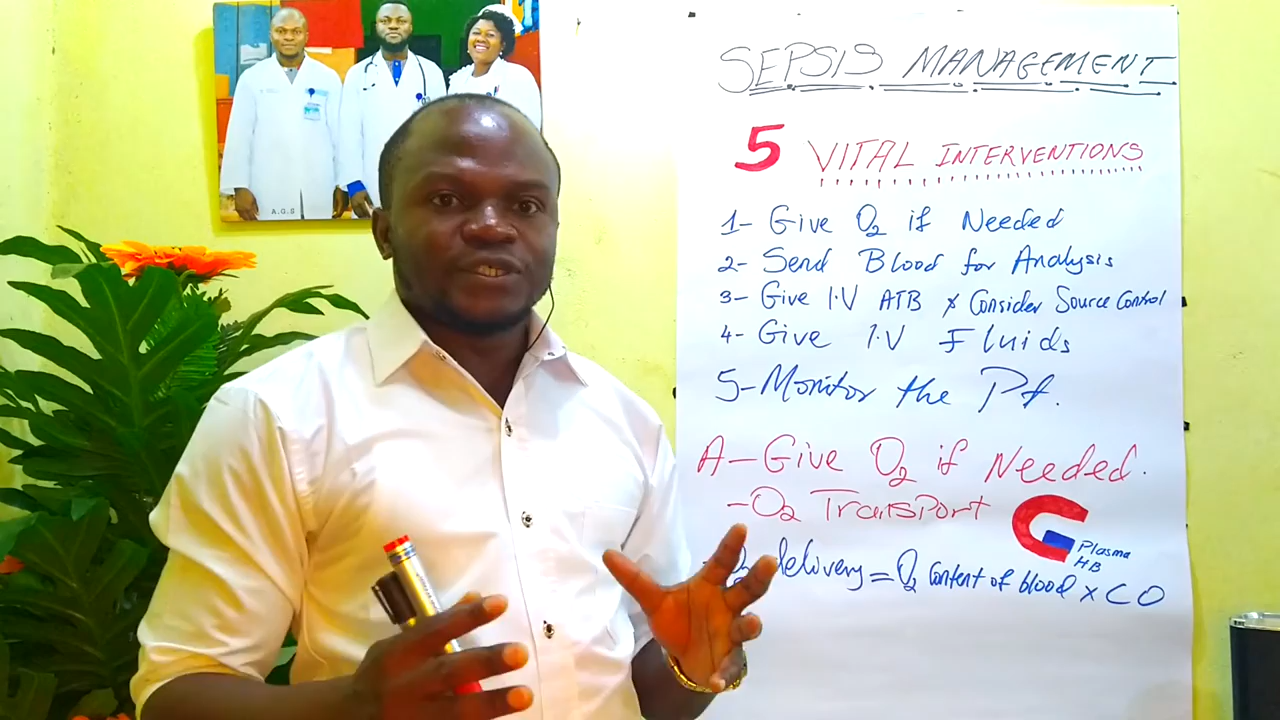 A.G.S
SEPSIS MANAGEMENT
5 VITAL INTERVENTIONS
1- Give O2 if Needed
2- Send Blood for Analysis
3- Give I.V ATB & Consider Source Control
4- Give I.V Fluids
5- Monitor the Pt.
A- Give O2 if Needed.
- O2 Transport
Plasma
HB
delivery = O2 Content of blood x CO